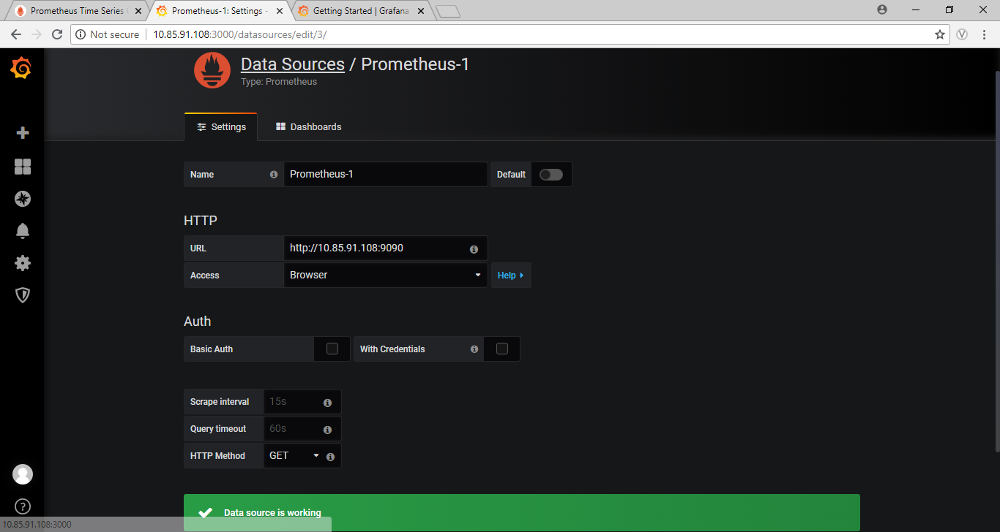 Prometheus Time Series C
Prometheus-1: Settings -
Getting Started | Grafana
Not secure
10.85.91.108:3000/datasources/edit/3/
Data Sources / Prometheus-1
Type: Prometheus
Settings
Dashboards
Name
Prometheus-1
Default
HTTP
URL
http://10.85.91.108:9090
Access
Browser
Help
Auth
Basic Auth
With Credentials
Scrape interval
15s
Query timeout
60s
HTTP Method
GET
Data source is working
10.85.91.108:3000